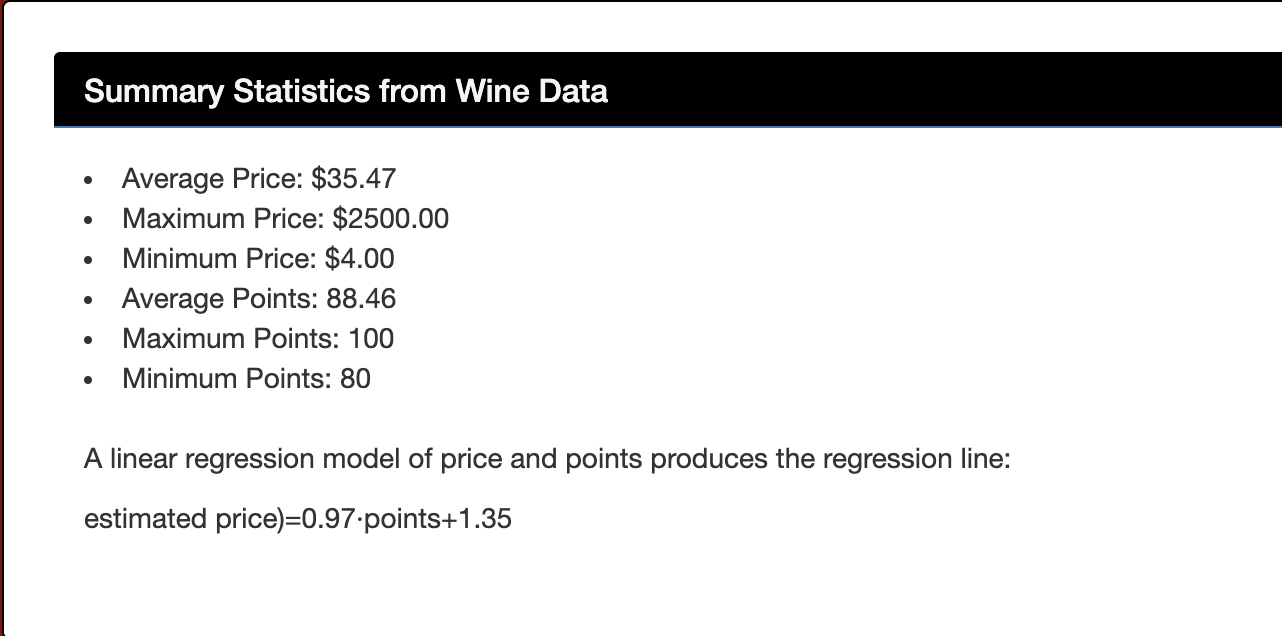 Summary Statistics from Wine Data
• Average Price: $35.47
• Maximum Price: $2500.00
• Minimum Price: $4.00
• Average Points: 88.46
• Maximum Points: 100
• Minimum Points: 80
A linear regression model of price and points produces the regression line:
estimated price)=0.97·points+1.35